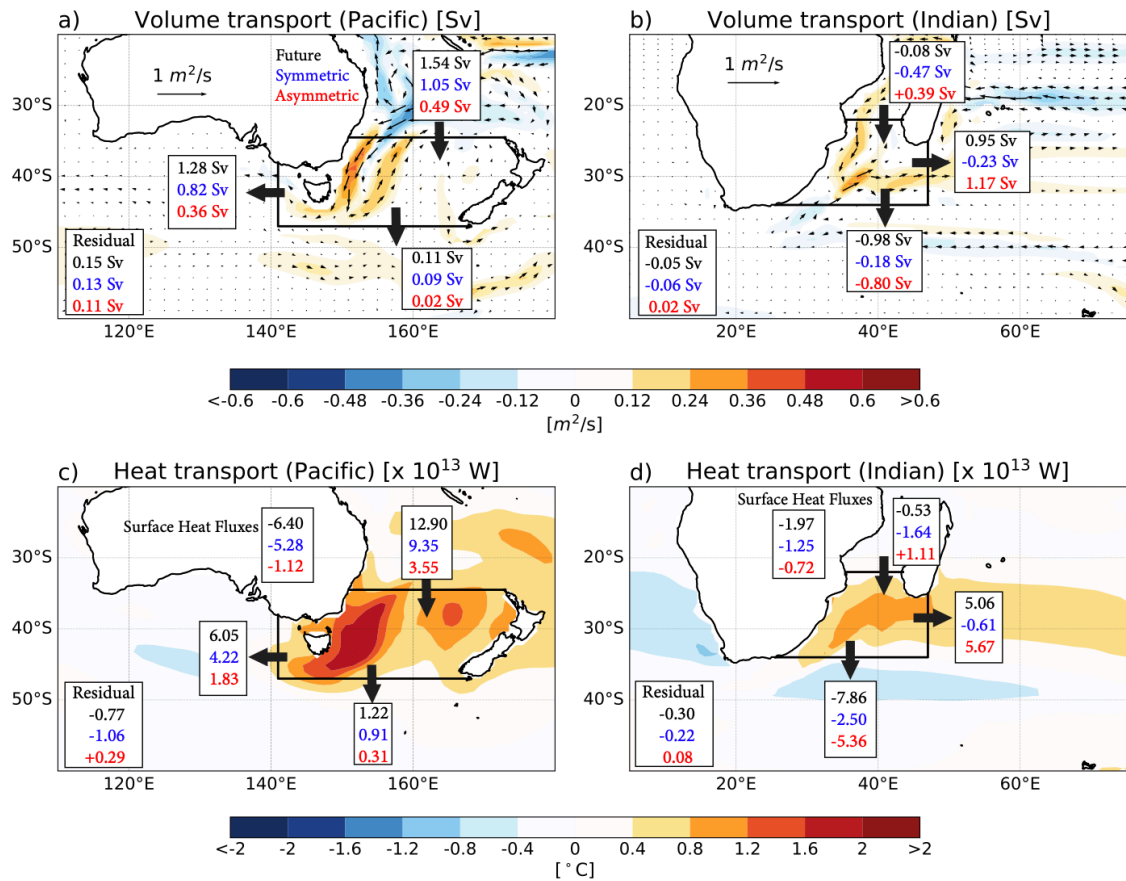 a) Volume transport (Pacific) [Sv]
1 m²/s
Future
Symmetric
Asymmetric
1.54 Sv
1.05 Sv
0.49 Sv
1.28 Sv
0.82 Sv
0.36 Sv
Residual
0.15 Sv
0.13 Sv
0.11 Sv
0.11 Sv
0.09 Sv
0.02 Sv
30°S
40°S
50°S
120°E
140°E
160°E
b) Volume transport (Indian) [Sv]
1 m²/s
-0.08 Sv
-0.47 Sv
+0.39 Sv
0.95 Sv
-0.23 Sv
1.17 Sv
Residual
-0.05 Sv
-0.06 Sv
0.02 Sv
-0.98 Sv
-0.18 Sv
-0.80 Sv
20°S
30°S
40°S
20°E
40°E
60°E
<-0.6 -0.6 -0.48 -0.36 -0.24 -0.12 0 0.12 0.24 0.36 0.48 0.6 >0.6
[m²/s]
c) Heat transport (Pacific) [x 10¹³ W]
Surface Heat Fluxes
-6.40
-5.28
-1.12
12.90
9.35
3.55
6.05
4.22
1.83
Residual
-0.77
-1.06
+0.29
1.22
0.91
0.31
30°S
40°S
50°S
120°E
140°E
160°E
d) Heat transport (Indian) [x 10¹³ W]
Surface Heat Fluxes
-1.97
-1.25
-0.72
-0.53
-1.64
+1.11
5.06
-0.61
5.67
Residual
-0.30
-0.22
0.08
-7.86
-2.50
-5.36
20°S
30°S
40°S
20°E
40°E
60°E
<-2 -2 -1.6 -1.2 -0.8 -0.4 0 0.4 0.8 1.2 1.6 2 >2
[°C]